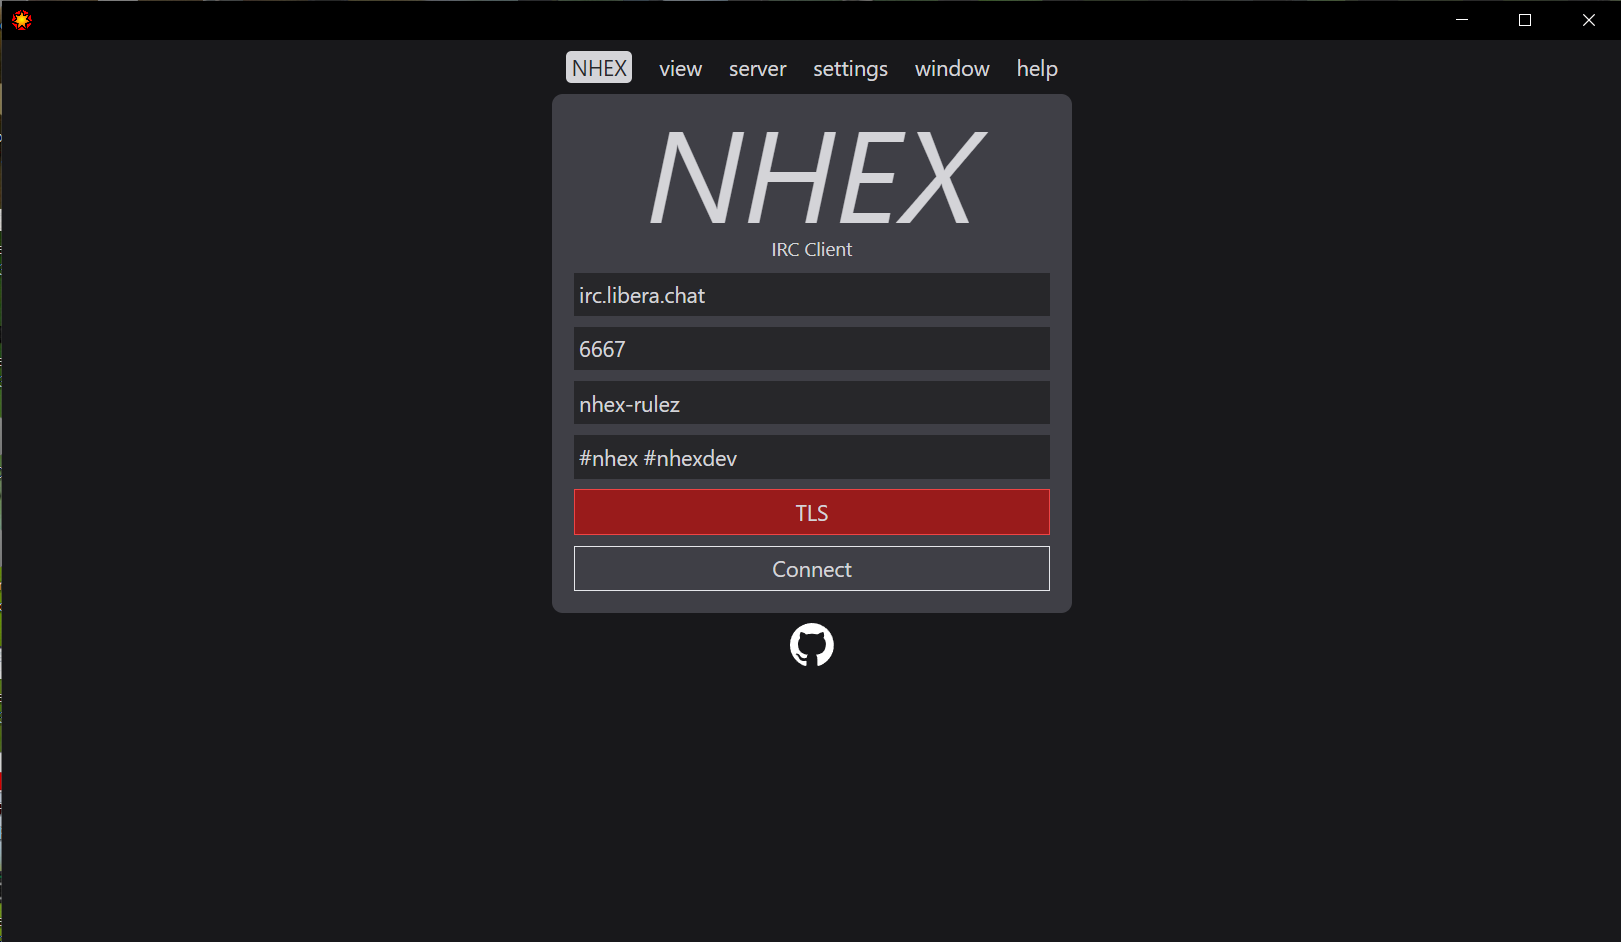 NHEX view server settings window help
NHEX
IRC Client
irc.libera.chat
6667
nhex-rulez
#nhex #nhexdev
TLS
Connect